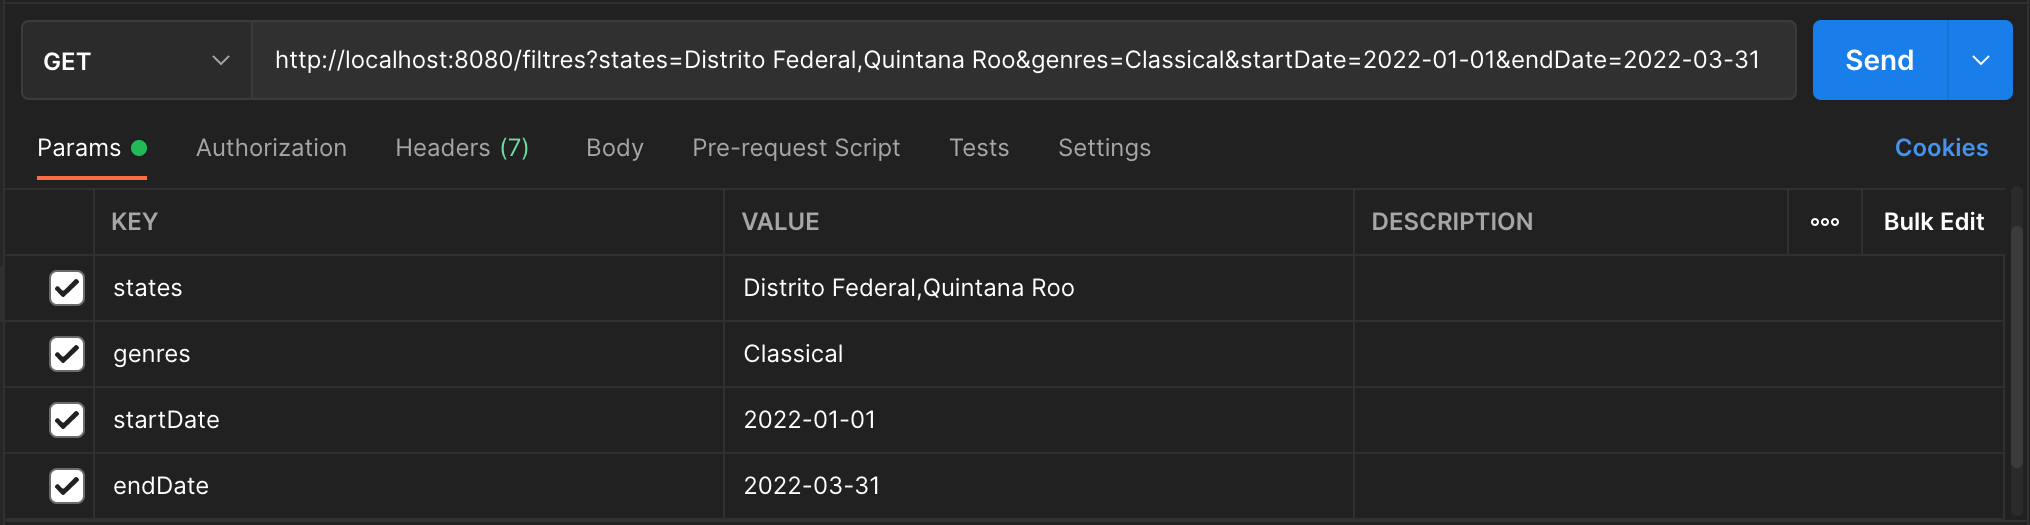 GET http://localhost:8080/filtres?states=Distrito Federal,Quintana Roo&genres=Classical&startDate=2022-01-01&endDate=2022-03-31 Send
Params Authorization Headers (7) Body Pre-request Script Tests Settings Cookies
KEY VALUE DESCRIPTION ooo Bulk Edit
states Distrito Federal,Quintana Roo
genres Classical
startDate 2022-01-01
endDate 2022-03-31